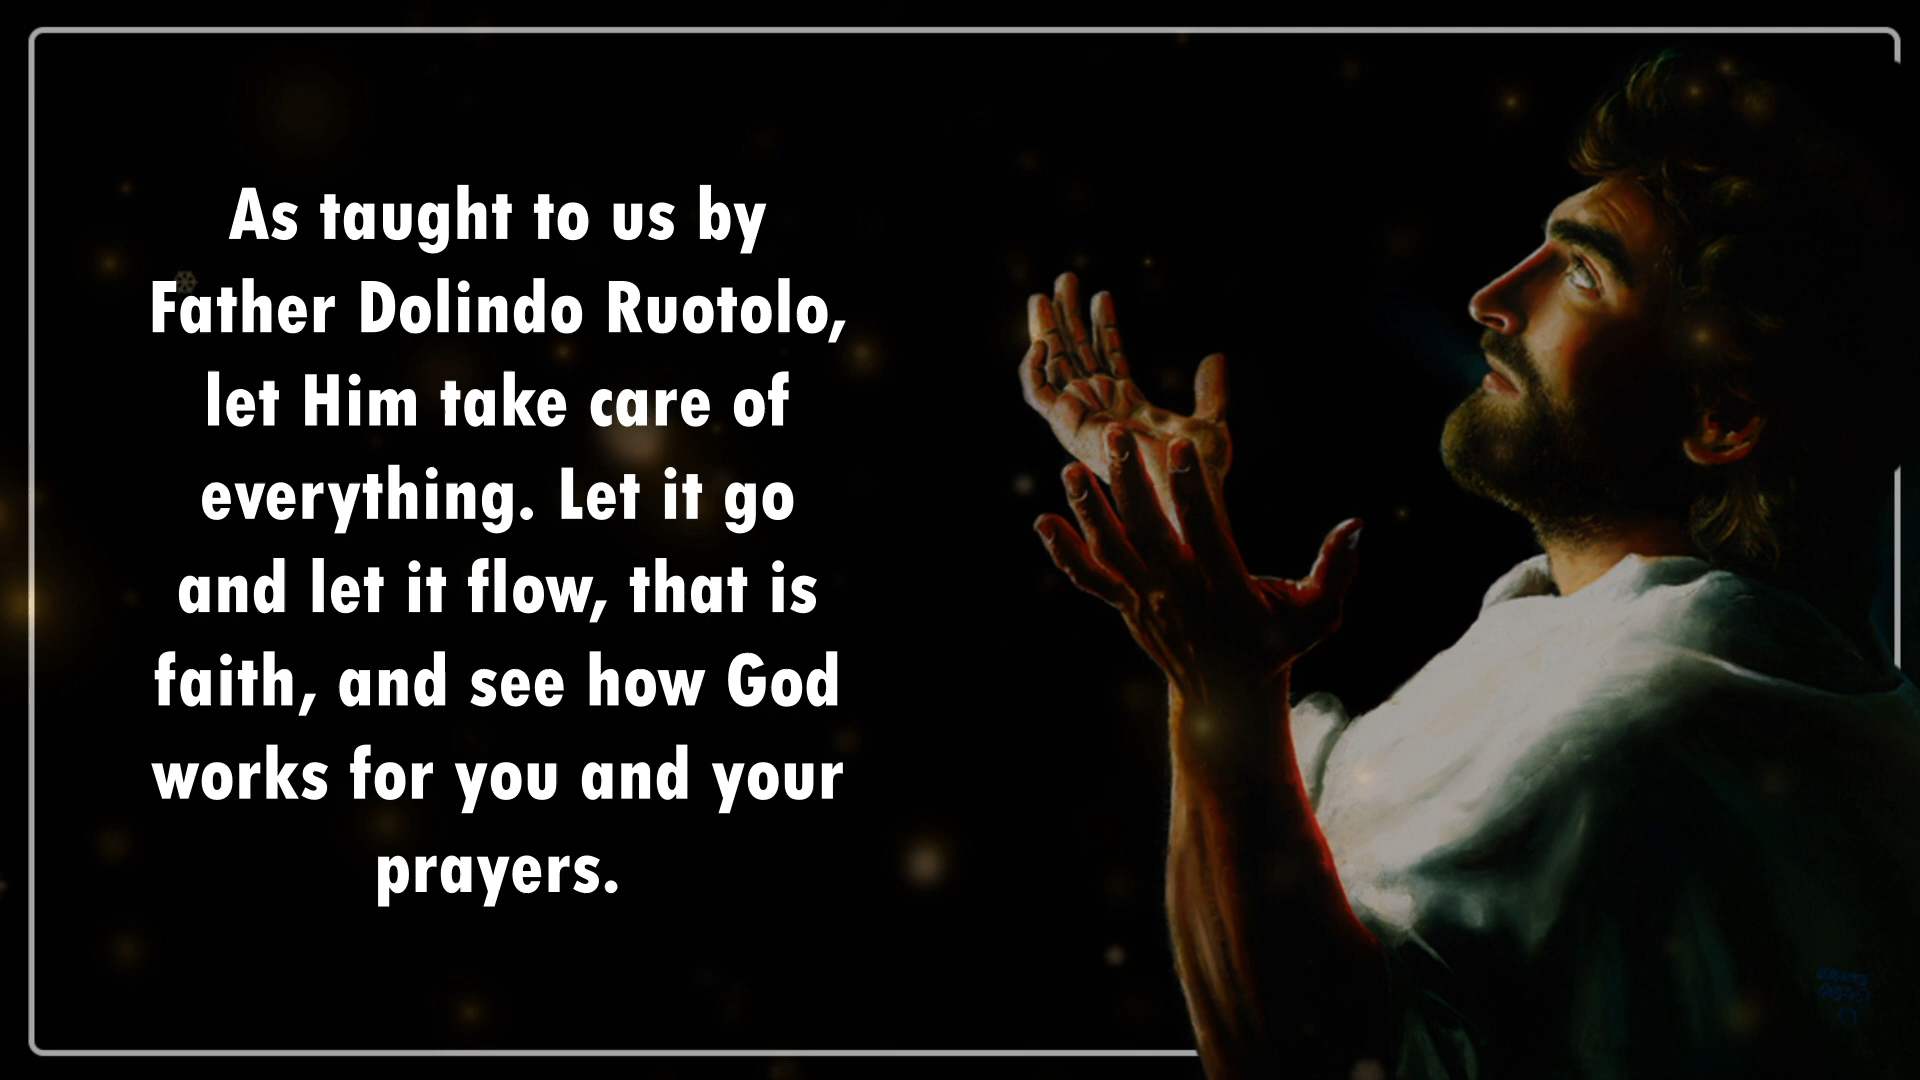 As taught to us by
Father Dolindo Ruotolo,
let Him take care of
everything. Let it go
and let it flow, that is
faith, and see how God
works for you and your
prayers.